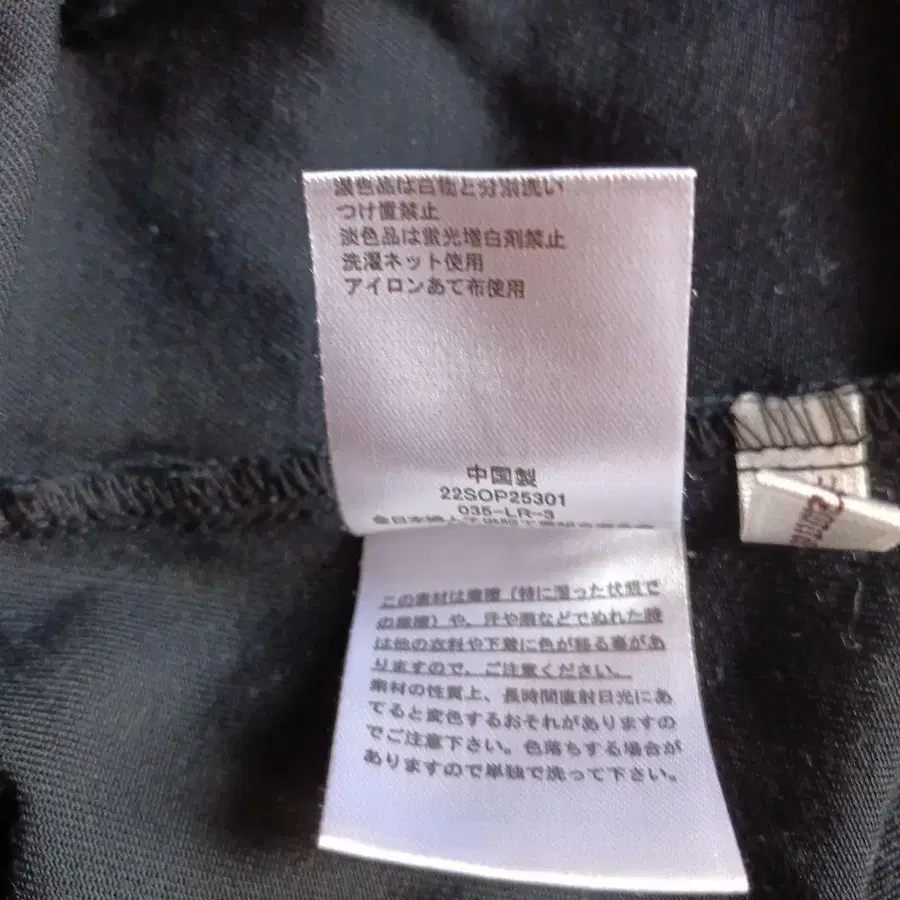 濃色品は白物と分別洗い
つけ置禁止
淡色品は蛍光増白剤禁止
洗濯ネット使用
アイロンあて布使用
中国製
22SOP25301
035-LR-3
この素材は摩擦（特に湿った状態で
の摩擦）や、汗や雨などでぬれた時
は他の衣料や下着に色が移る事があ
りますので、ご注意ください。
素材の性質上、長時間直射日光にあ
てると変色するおそれがありますの
でご注意下さい。色落ちする場合が
ありますので単独で洗って下さい。